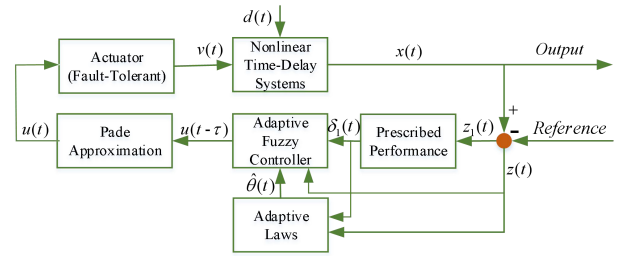 d(t)
Actuator
(Fault-Tolerant)
v(t)
Nonlinear
Time-Delay
Systems
x(t)
Output
u(t)
Pade
Approximation
u(t-τ)
Adaptive
Fuzzy
Controller
δ₁(t)
Prescribed
Performance
z₁(t)
+
-
Reference
z(t)
θ̂(t)
Adaptive
Laws